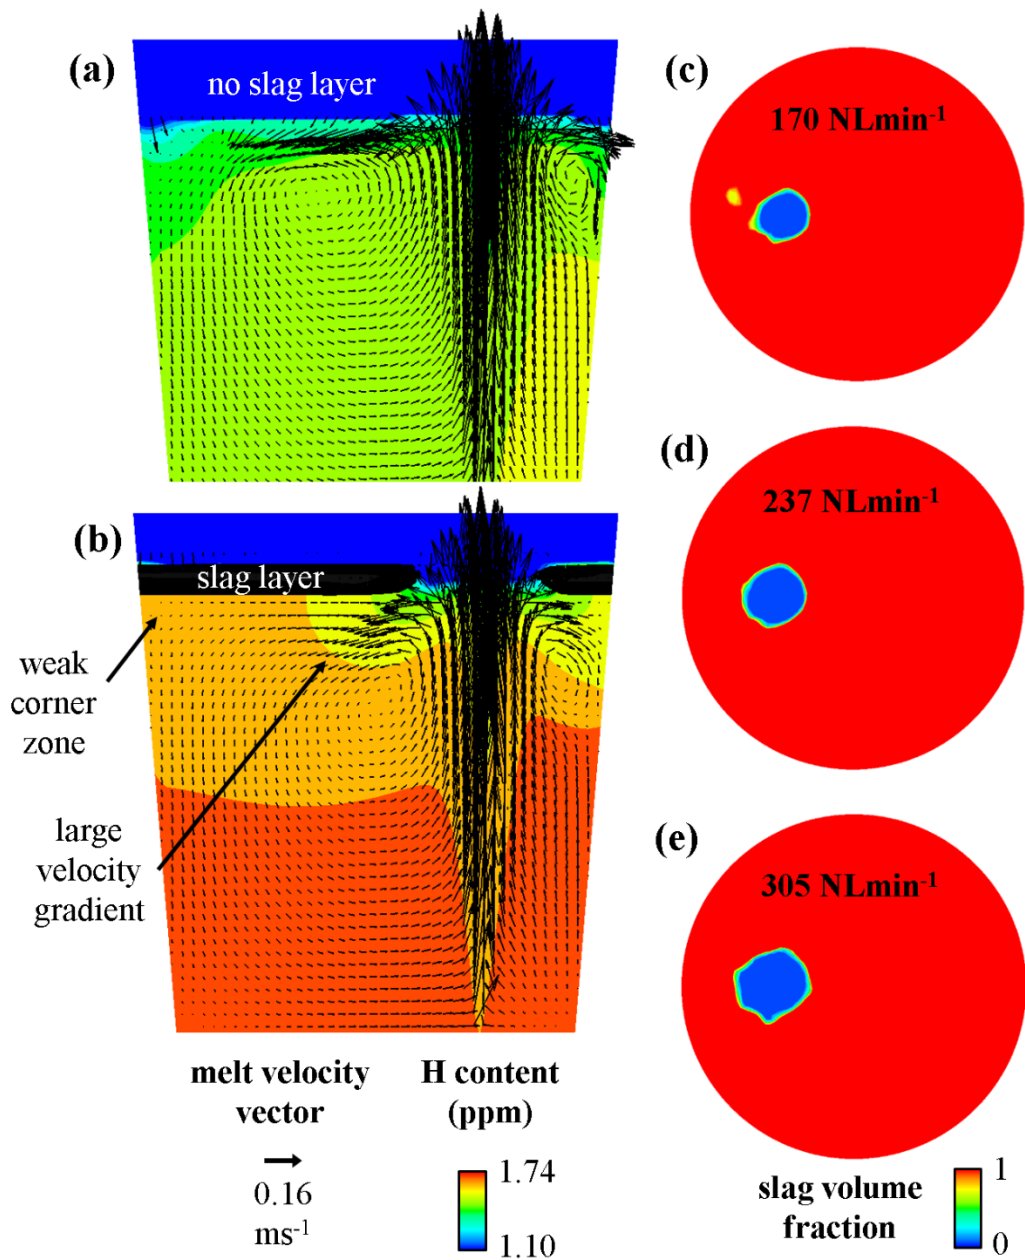 (a)
no slag layer
(b)
slag layer
weak
corner
zone
large
velocity
gradient
melt velocity
vector
0.16
ms⁻¹
H content
(ppm)
1.74
1.10
(c)
170 NLmin⁻¹
(d)
237 NLmin⁻¹
(e)
305 NLmin⁻¹
slag volume
fraction
1
0